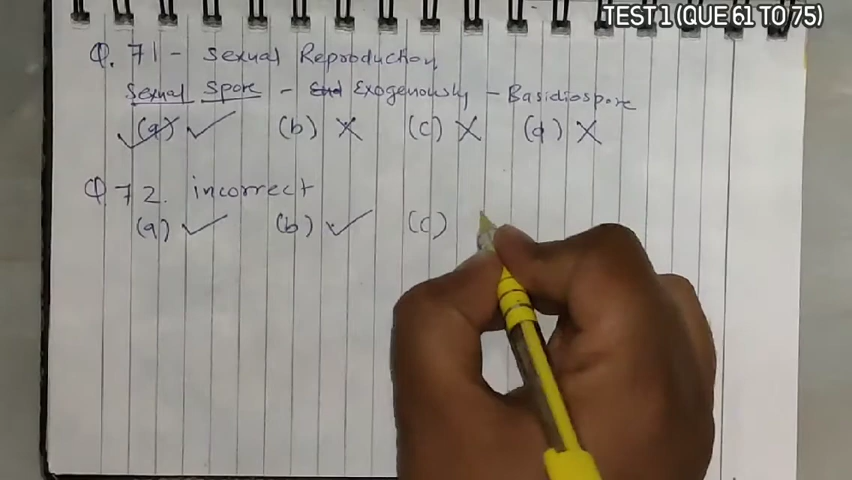 TEST 1 (QUE 61 TO 75)
Q. 71 - Sexual Reproduction
Sexual Spore - Exogenously - Basidiospore
(a) ✓ (b) ✗ (c) ✗ (d) ✗
Q. 72. incorrect
(a) ✓ (b) ✓ (c)